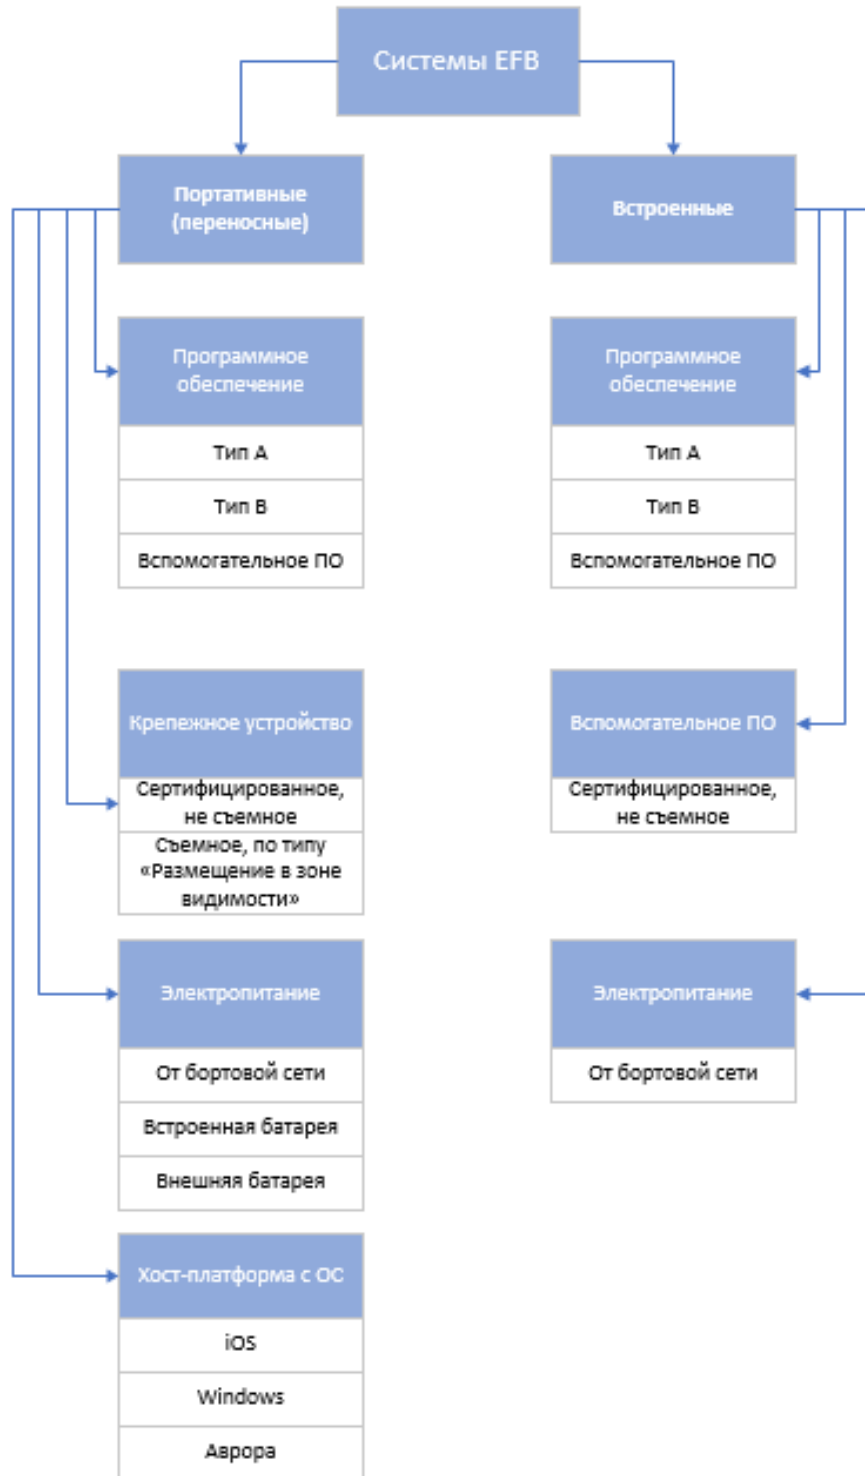 Системы EFB
Портативные
(переносные)
Встроенные
Программное
обеспечение
Тип А
Тип В
Вспомогательное ПО
Программное
обеспечение
Тип А
Тип В
Вспомогательное ПО
Крепежное устройство
Сертифицированное,
не съемное
Съемное, по типу
«Размещение в зоне
видимости»
Вспомогательное ПО
Сертифицированное,
не съемное
Электропитание
От бортовой сети
Встроенная батарея
Внешняя батарея
Электропитание
От бортовой сети
Хост-платформа с ОС
iOS
Windows
Аврора